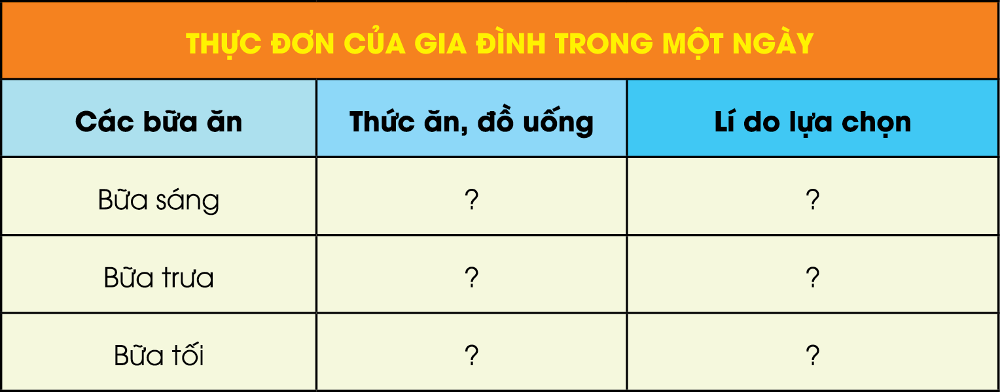 THỰC ĐƠN CỦA GIA ĐÌNH TRONG MỘT NGÀY
Các bữa ăn Thức ăn, đồ uống Lí do lựa chọn
Bữa sáng ? ?
Bữa trưa ? ?
Bữa tối ? ?